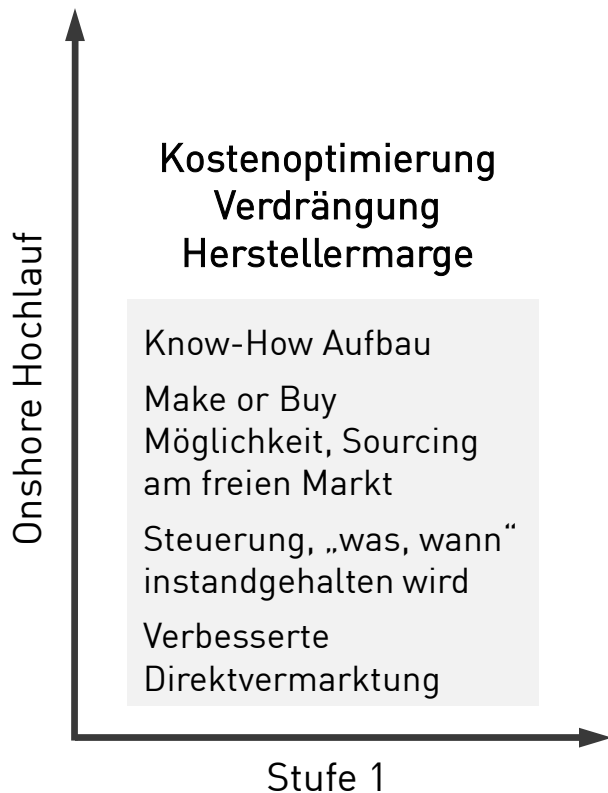 Kostenoptimierung
Verdrängung
Herstellermarge
Onshore Hochlauf
Know-How Aufbau
Make or Buy
Möglichkeit, Sourcing
am freien Markt
Steuerung, „was, wann“
instandgehalten wird
Verbesserte
Direktvermarktung
Stufe 1